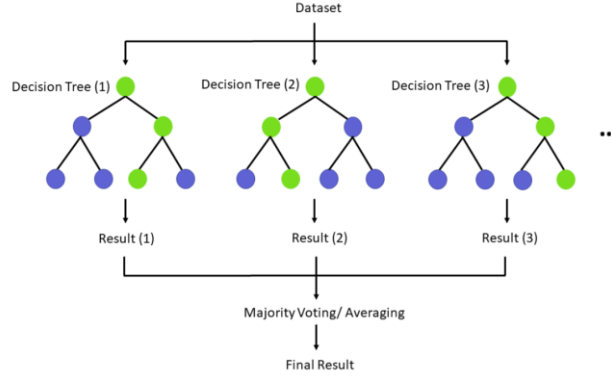 Dataset
Decision Tree (1)
Decision Tree (2)
Decision Tree (3)
..
Result (1)
Result (2)
Result (3)
Majority Voting/ Averaging
Final Result